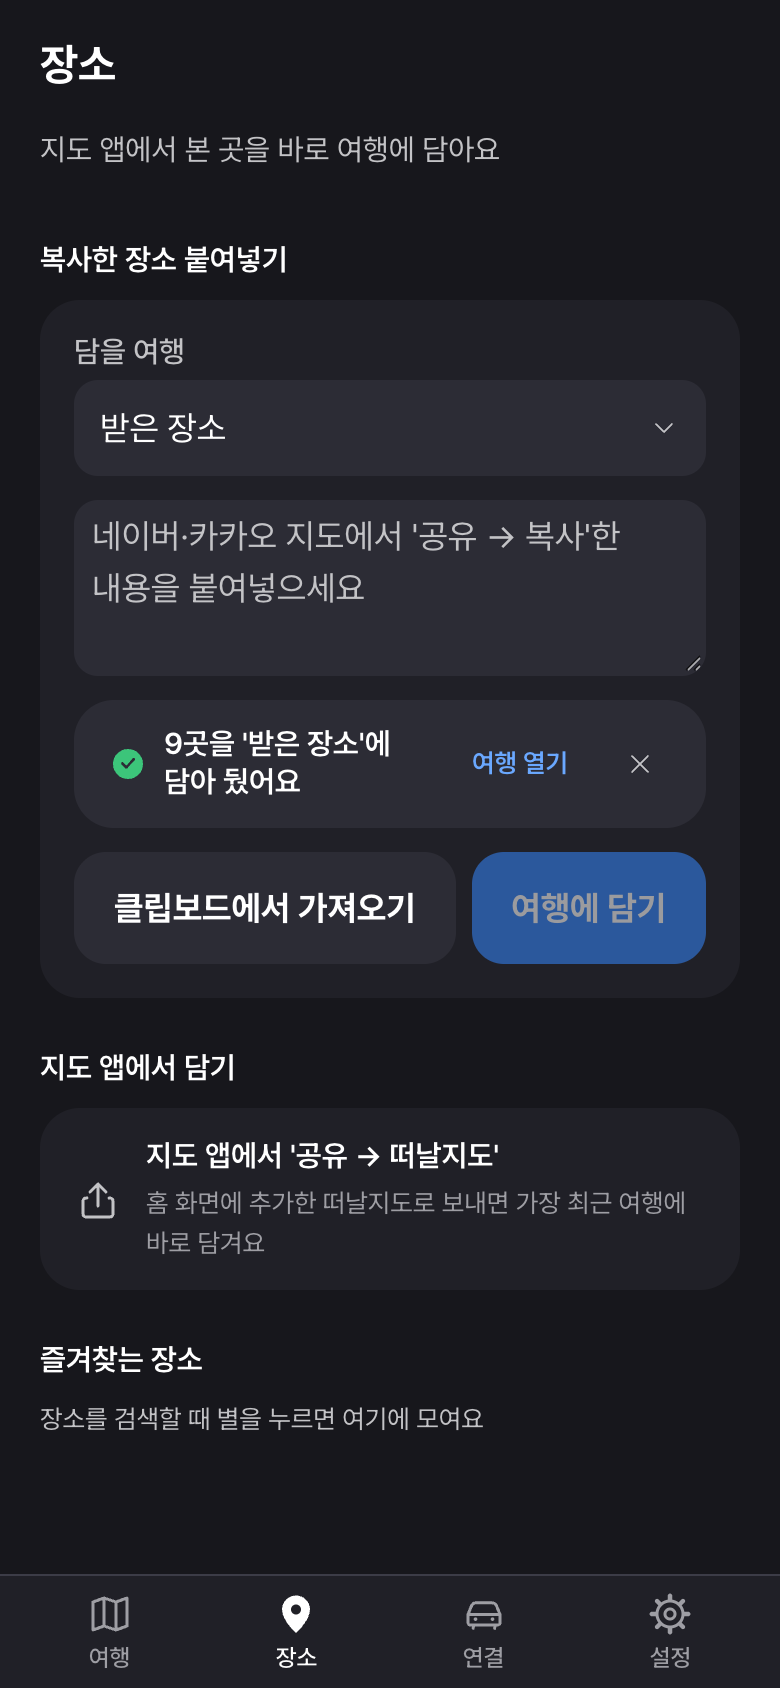 장소
지도 앱에서 본 곳을 바로 여행에 담아요
복사한 장소 붙여넣기
담을 여행
받은 장소
네이버·카카오 지도에서 '공유 → 복사'한
내용을 붙여넣으세요
9곳을 '받은 장소'에
담아 뒀어요
여행 열기
클립보드에서 가져오기
여행에 담기
지도 앱에서 담기
지도 앱에서 '공유 → 떠날지도'
홈 화면에 추가한 떠날지도로 보내면 가장 최근 여행에
바로 담겨요
즐겨찾는 장소
장소를 검색할 때 별을 누르면 여기에 모여요
여행
장소
연결
설정